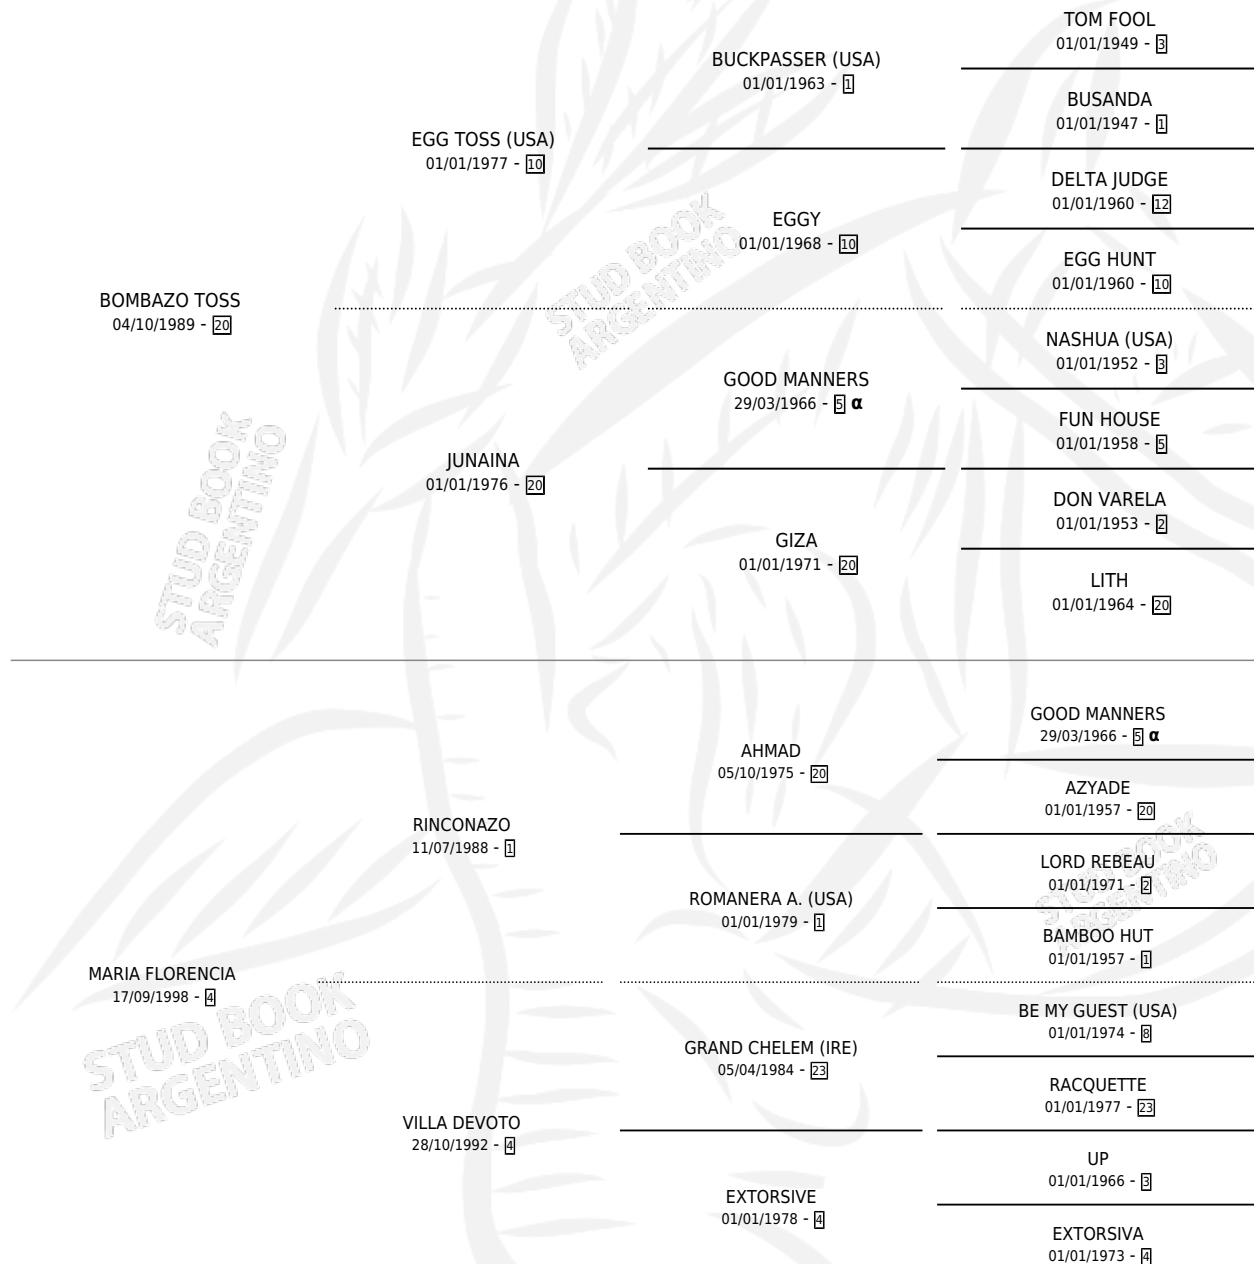 TOM FOOL
01/01/1949 - 3
BUCKPASSER (USA)
01/01/1963 - 1
BUSANDA
01/01/1947 - 1
EGG TOSS (USA)
01/01/1977 - 10
DELTA JUDGE
01/01/1960 - 12
EGGY
01/01/1968 - 10
EGG HUNT
01/01/1960 - 10
STUD BOOK
ARGENTINO
BOMBAZO TOSS
04/10/1989 - 20
NASHUA (USA)
01/01/1952 - 3
GOOD MANNERS
29/03/1966 - 5 α
FUN HOUSE
01/01/1958 - 5
JUNAINA
01/01/1976 - 20
DON VARELA
01/01/1953 - 2
GIZA
01/01/1971 - 20
LITH
01/01/1964 - 20
STUD BOOK
ARGENTINO
GOOD MANNERS
29/03/1966 - 5 α
AHMAD
05/10/1975 - 20
AZYADE
01/01/1957 - 20
RINCONAZO
11/07/1988 - 1
LORD REBEAU
01/01/1971 - 2
ROMANERA A. (USA)
01/01/1979 - 1
BAMBOO HUT
01/01/1957 - 1
STUD BOOK
ARGENTINO
MARIA FLORENCIA
17/09/1998 - 4
BE MY GUEST (USA)
01/01/1974 - 8
GRAND CHELEM (IRE)
05/04/1984 - 23
RACQUETTE
01/01/1977 - 23
STUD BOOK
ARGENTINO
VILLA DEVOTO
28/10/1992 - 4
UP
01/01/1966 - 3
EXTORSIVE
01/01/1978 - 4
EXTORSIVA
01/01/1973 - 4